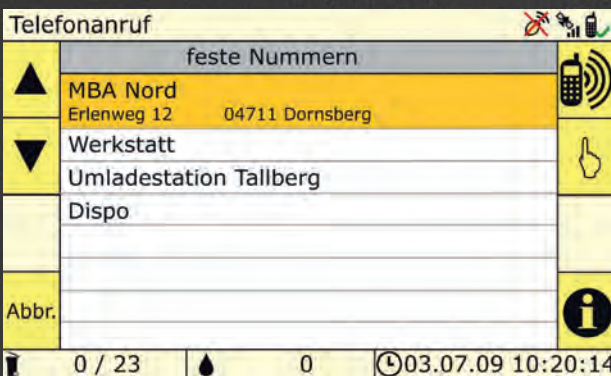 Telefonanruf
feste Nummern
MBA Nord
Erlenweg 12 04711 Dornsberg
Werkstatt
Umladestation Tallberg
Dispo
Abbr.
0 / 23 0 03.07.09 10:20:14